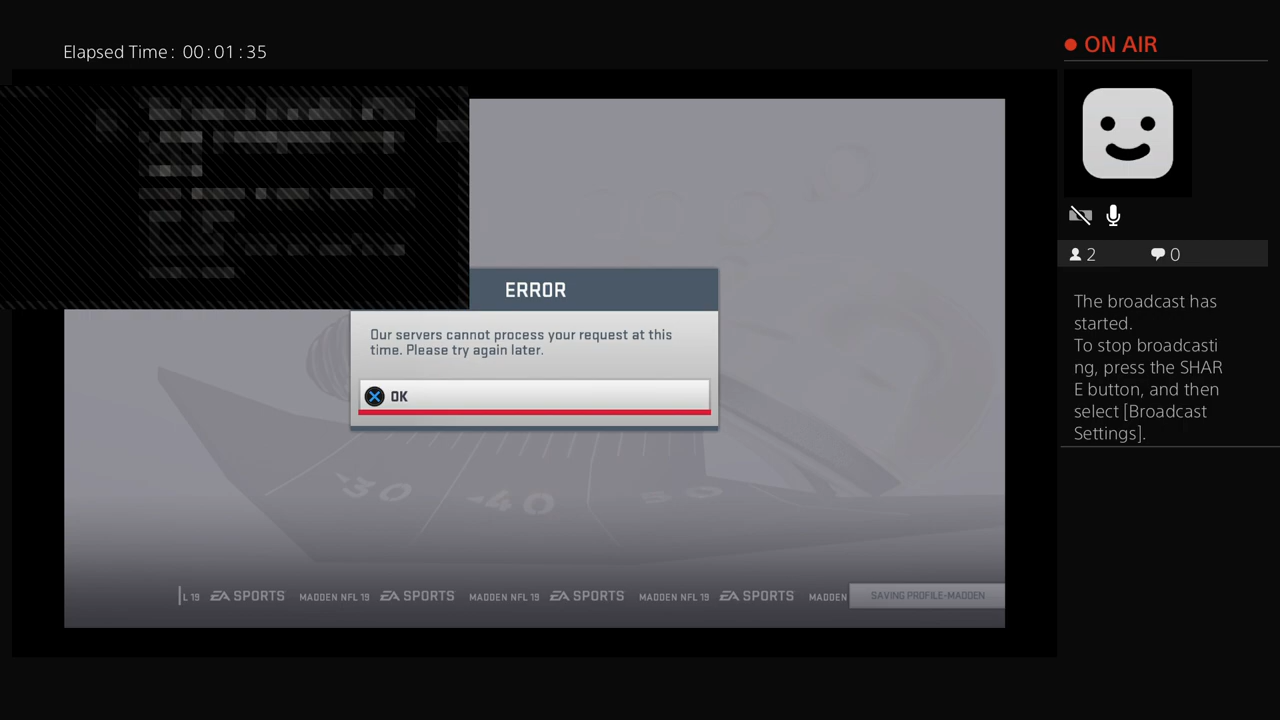 Elapsed Time: 00:01:35
ON AIR
2 0
The broadcast has
started.
To stop broadcasti
ng, press the SHAR
E button, and then
select [Broadcast
Settings].
ERROR
Our servers cannot process your request at this
time. Please try again later.
OK
-30 -40 50
L 19 EA SPORTS MADDEN NFL 19 EA SPORTS MADDEN NFL 19 EA SPORTS MADDEN NFL 19 EA SPORTS MADDEN
SAVING PROFILE-MADDEN